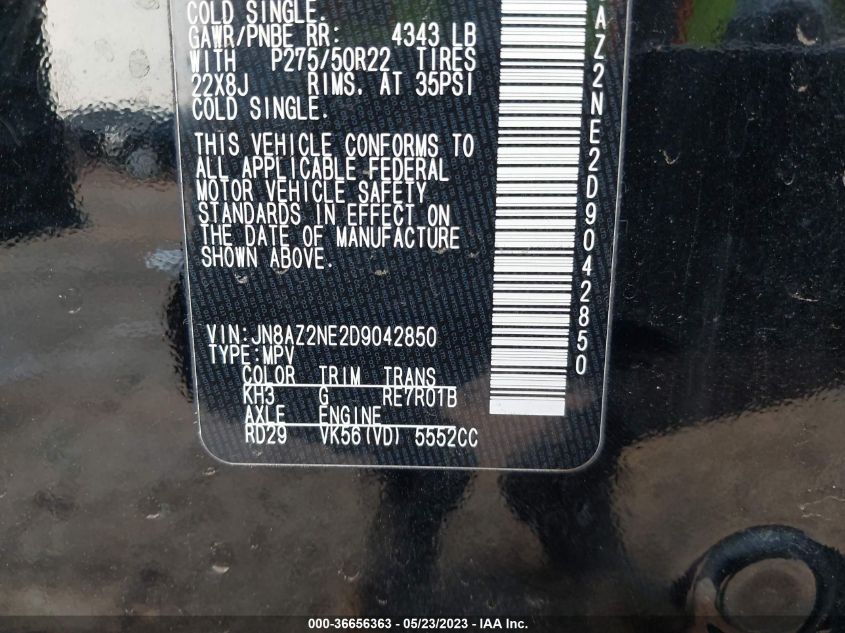 COLD SINGLE.
GAWR/PNBE RR: 4343 LB
WITH P275/50R22 TIRES
22X8J RIMS. AT 35PSI
COLD SINGLE.
THIS VEHICLE CONFORMS TO
ALL APPLICABLE FEDERAL
MOTOR VEHICLE SAFETY
STANDARDS IN EFFECT ON
THE DATE OF MANUFACTURE
SHOWN ABOVE.
VIN:JN8AZ2NE2D9042850
TYPE:MPV
COLOR TRIM TRANS
KH3 G RE7R01B
AXLE ENGINE
RD29 VK56(VD) 5552CC
AZ2NE2D9042850
000-36656363 / 05/23/2023 - © IAA Inc.